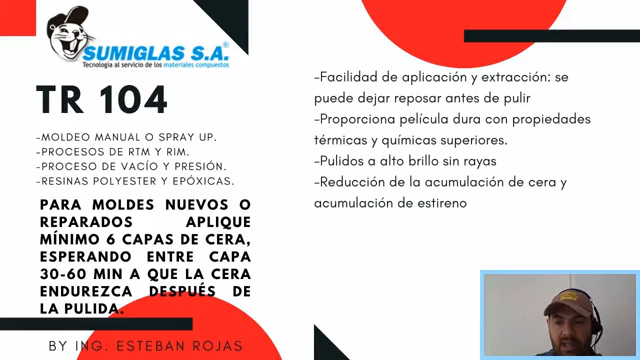 SUMIGLAS S.A.
Tecnología al servicio de los materiales compuestos
TR 104
-MOLDEO MANUAL O SPRAY UP.
-PROCESOS DE RTM Y RIM.
-PROCESO DE VACÍO Y PRESIÓN.
-RESINAS POLYESTER Y EPÓXICAS.
PARA MOLDES NUEVOS O
REPARADOS APLIQUE
MÍNIMO 6 CAPAS DE CERA,
ESPERANDO ENTRE CAPA
30-60 MIN A QUE LA CERA
ENDUREZCA DESPUÉS DE
LA PULIDA.
BY ING. ESTEBAN ROJAS
-Facilidad de aplicación y extracción: se
puede dejar reposar antes de pulir
-Proporciona película dura con propiedades
térmicas y químicas superiores.
-Pulidos a alto brillo sin rayas
-Reducción de la acumulación de cera y
acumulación de estireno